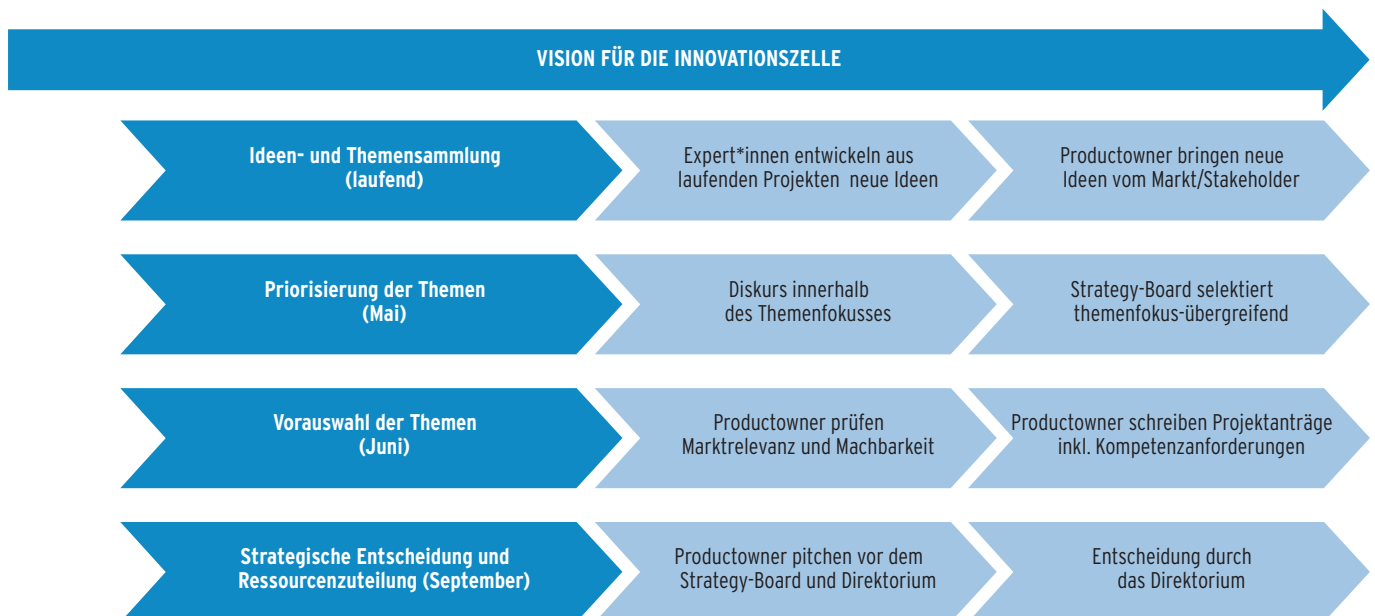 VISION FÜR DIE INNOVATIONSZELLE
Ideen- und Themensammlung
(laufend)
Expert*innen entwickeln aus
laufenden Projekten neue Ideen
Productowner bringen neue
Ideen vom Markt/Stakeholder
Priorisierung der Themen
(Mai)
Diskurs innerhalb
des Themenfokusses
Strategy-Board selektiert
themenfokus-übergreifend
Vorauswahl der Themen
(Juni)
Productowner prüfen
Marktrelevanz und Machbarkeit
Productowner schreiben Projektanträge
inkl. Kompetenzanforderungen
Strategische Entscheidung und
Ressourcenzuteilung (September)
Productowner pitchen vor dem
Strategy-Board und Direktorium
Entscheidung durch
das Direktorium